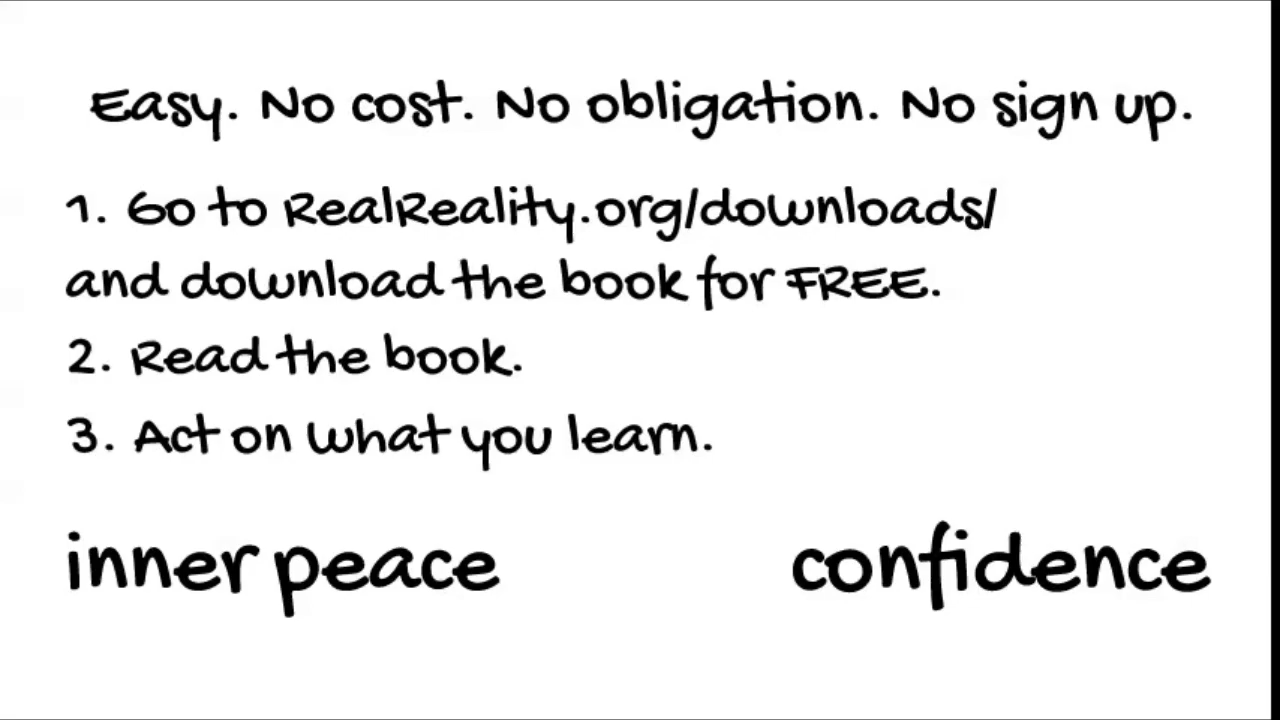 Easy. No cost. No obligation. No sign up.
1. Go to RealReality.org/downloads/
and download the book for FREE.
2. Read the book.
3. Act on what you learn.
inner peace confidence